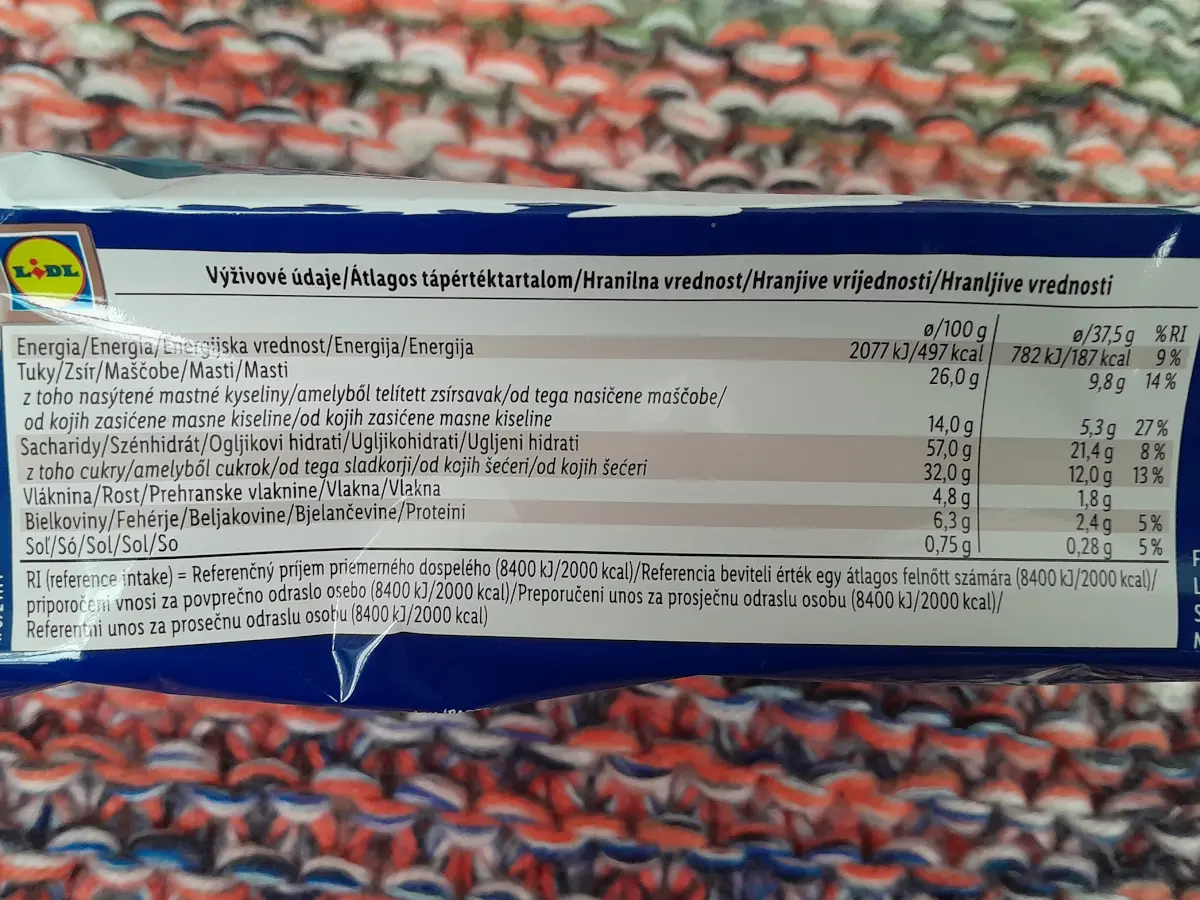 LIDL
Výživové údaje/Átlagos tápértéktartalom/Hranilna vrednost/Hranjive vrijednosti/Hranljive vrednosti
ø/100 g ø/37,5 g %RI
Energia/Energia/Energijska vrednost/Energija/Energija 2077 kJ/497 kcal 782 kJ/187 kcal 9%
Tuky/Zsír/Maščobe/Masti/Masti 26,0 g 9,8 g 14%
z toho nasýtené mastné kyseliny/amelyből telített zsírsavak/od tega nasičene maščobe/
od kojih zasićene masne kiseline/od kojih zasićene masne kiseline 14,0 g 5,3 g 27%
Sacharidy/Szénhidrát/Ogljikovi hidrati/Ugljikohidrati/Ugljeni hidrati 57,0 g 21,4 g 8%
z toho cukry/amelyből cukrok/od tega sladkorji/od kojih šećeri/od kojih šećeri 32,0 g 12,0 g 13%
Vláknina/Rost/Prehranske vlaknine/Vlakna/Vlakna 4,8 g 1,8 g
Bielkoviny/Fehérje/Beljakovine/Bjelančevine/Proteini 6,3 g 2,4 g 5%
Soľ/Só/Sol/Sol/So 0,75 g 0,28 g 5%
RI (reference intake) = Referenčný príjem priemerného dospelého (8400 kJ/2000 kcal)/Referencia beviteli érték egy átlagos felnőtt számára (8400 kJ/2000 kcal)/
priporočeni vnosi za povprečno odraslo osebo (8400 kJ/2000 kcal)/Preporučeni unos za prosječnu odraslu osobu (8400 kJ/2000 kcal)/
Referentni unos za prosečnu odraslu osobu (8400 kJ/2000 kcal)